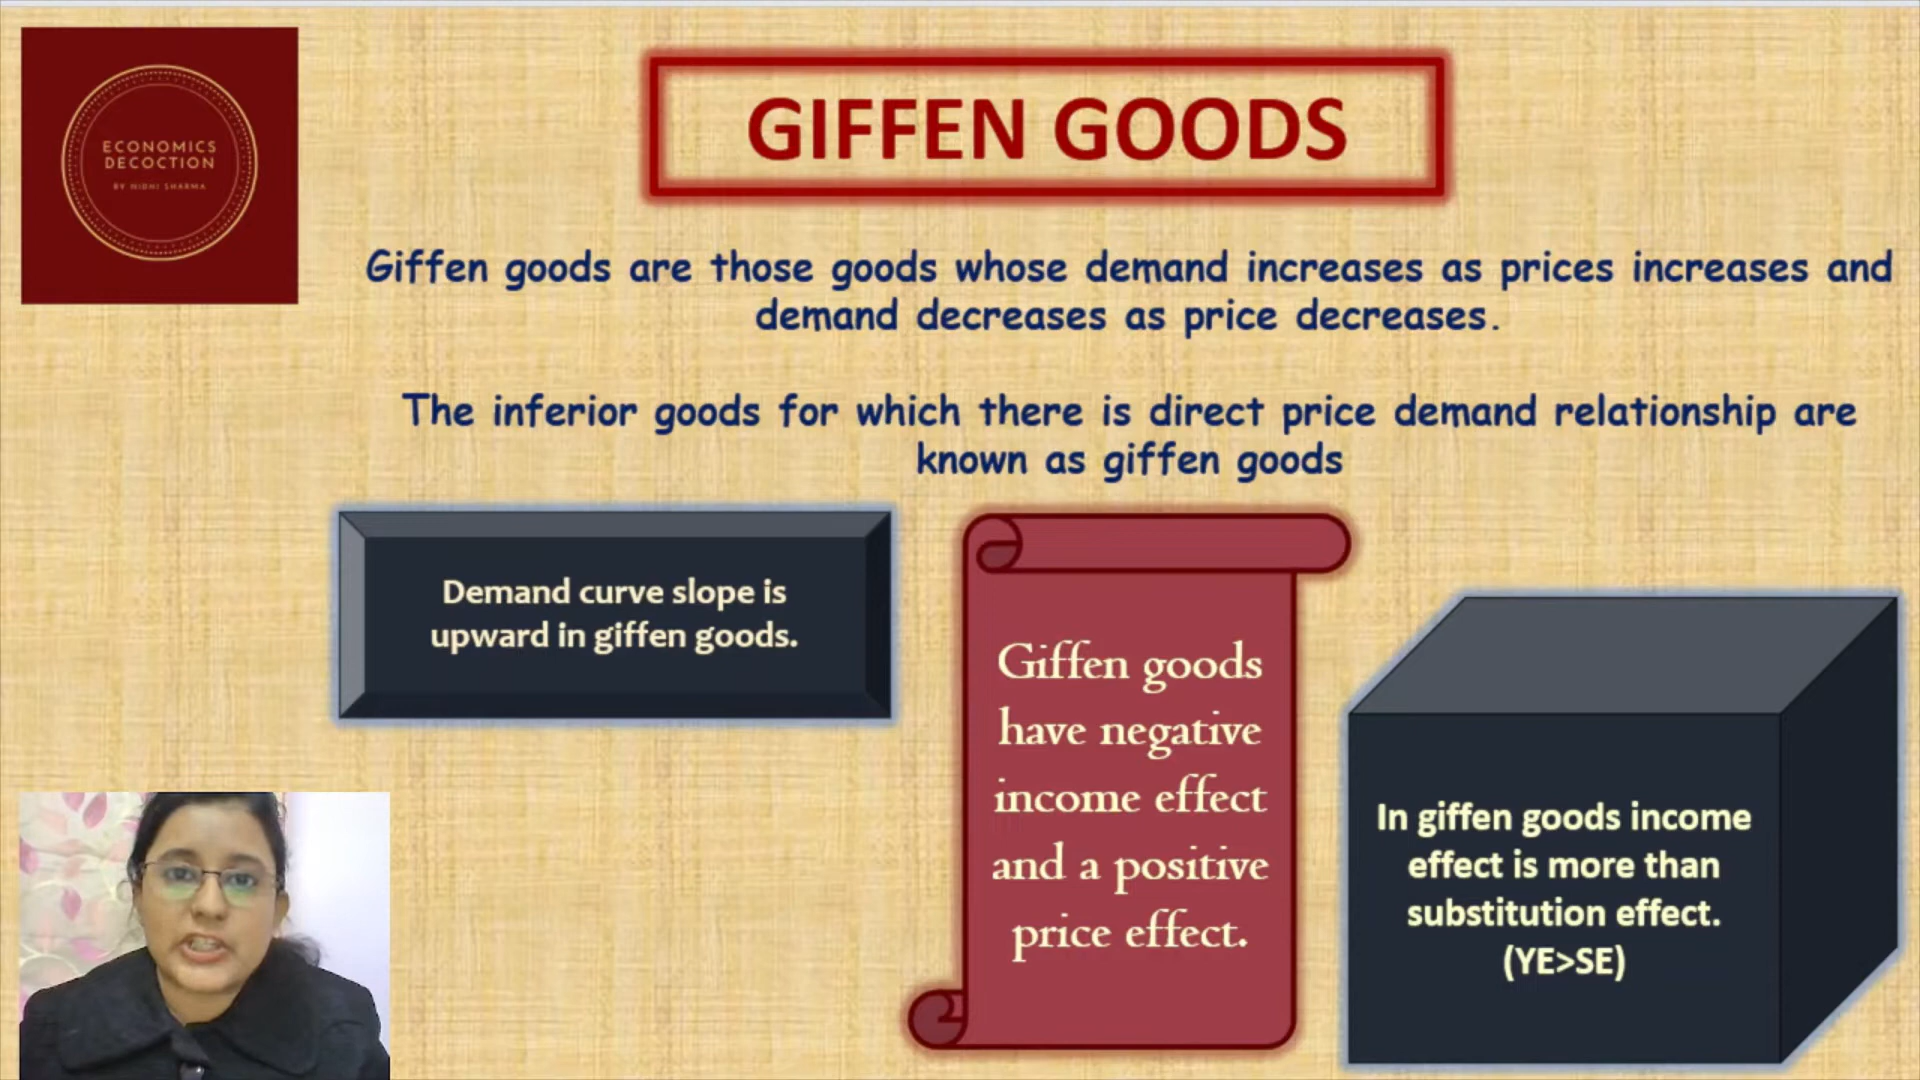 ECONOMICS
DECOCTION
BY NIDHI SHARMA
GIFFEN GOODS
Giffen goods are those goods whose demand increases as prices increases and
demand decreases as price decreases.
The inferior goods for which there is direct price demand relationship are
known as giffen goods
Demand curve slope is
upward in giffen goods.
Giffen goods
have negative
income effect
and a positive
price effect.
In giffen goods income
effect is more than
substitution effect.
(YE>SE)